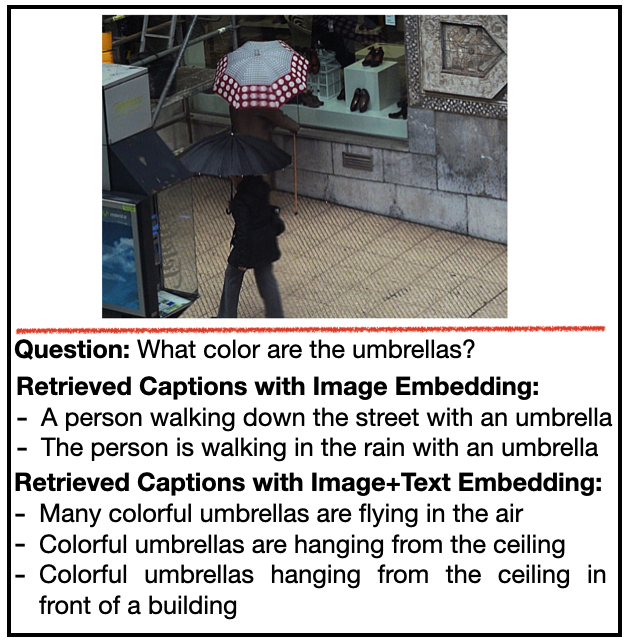 Question: What color are the umbrellas?
Retrieved Captions with Image Embedding:
- A person walking down the street with an umbrella
- The person is walking in the rain with an umbrella
Retrieved Captions with Image+Text Embedding:
- Many colorful umbrellas are flying in the air
- Colorful umbrellas are hanging from the ceiling
- Colorful umbrellas hanging from the ceiling in
front of a building